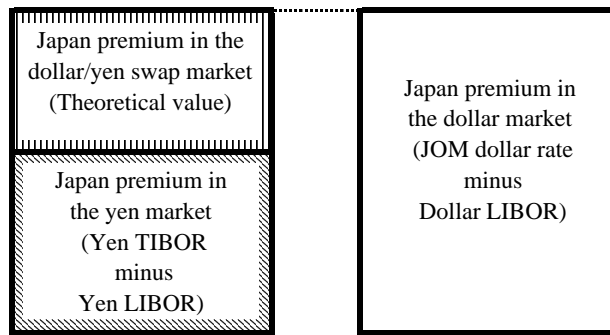 Japan premium in the
dollar/yen swap market
(Theoretical value)
Japan premium in
the yen market
(Yen TIBOR
minus
Yen LIBOR)
Japan premium in
the dollar market
(JOM dollar rate
minus
Dollar LIBOR)